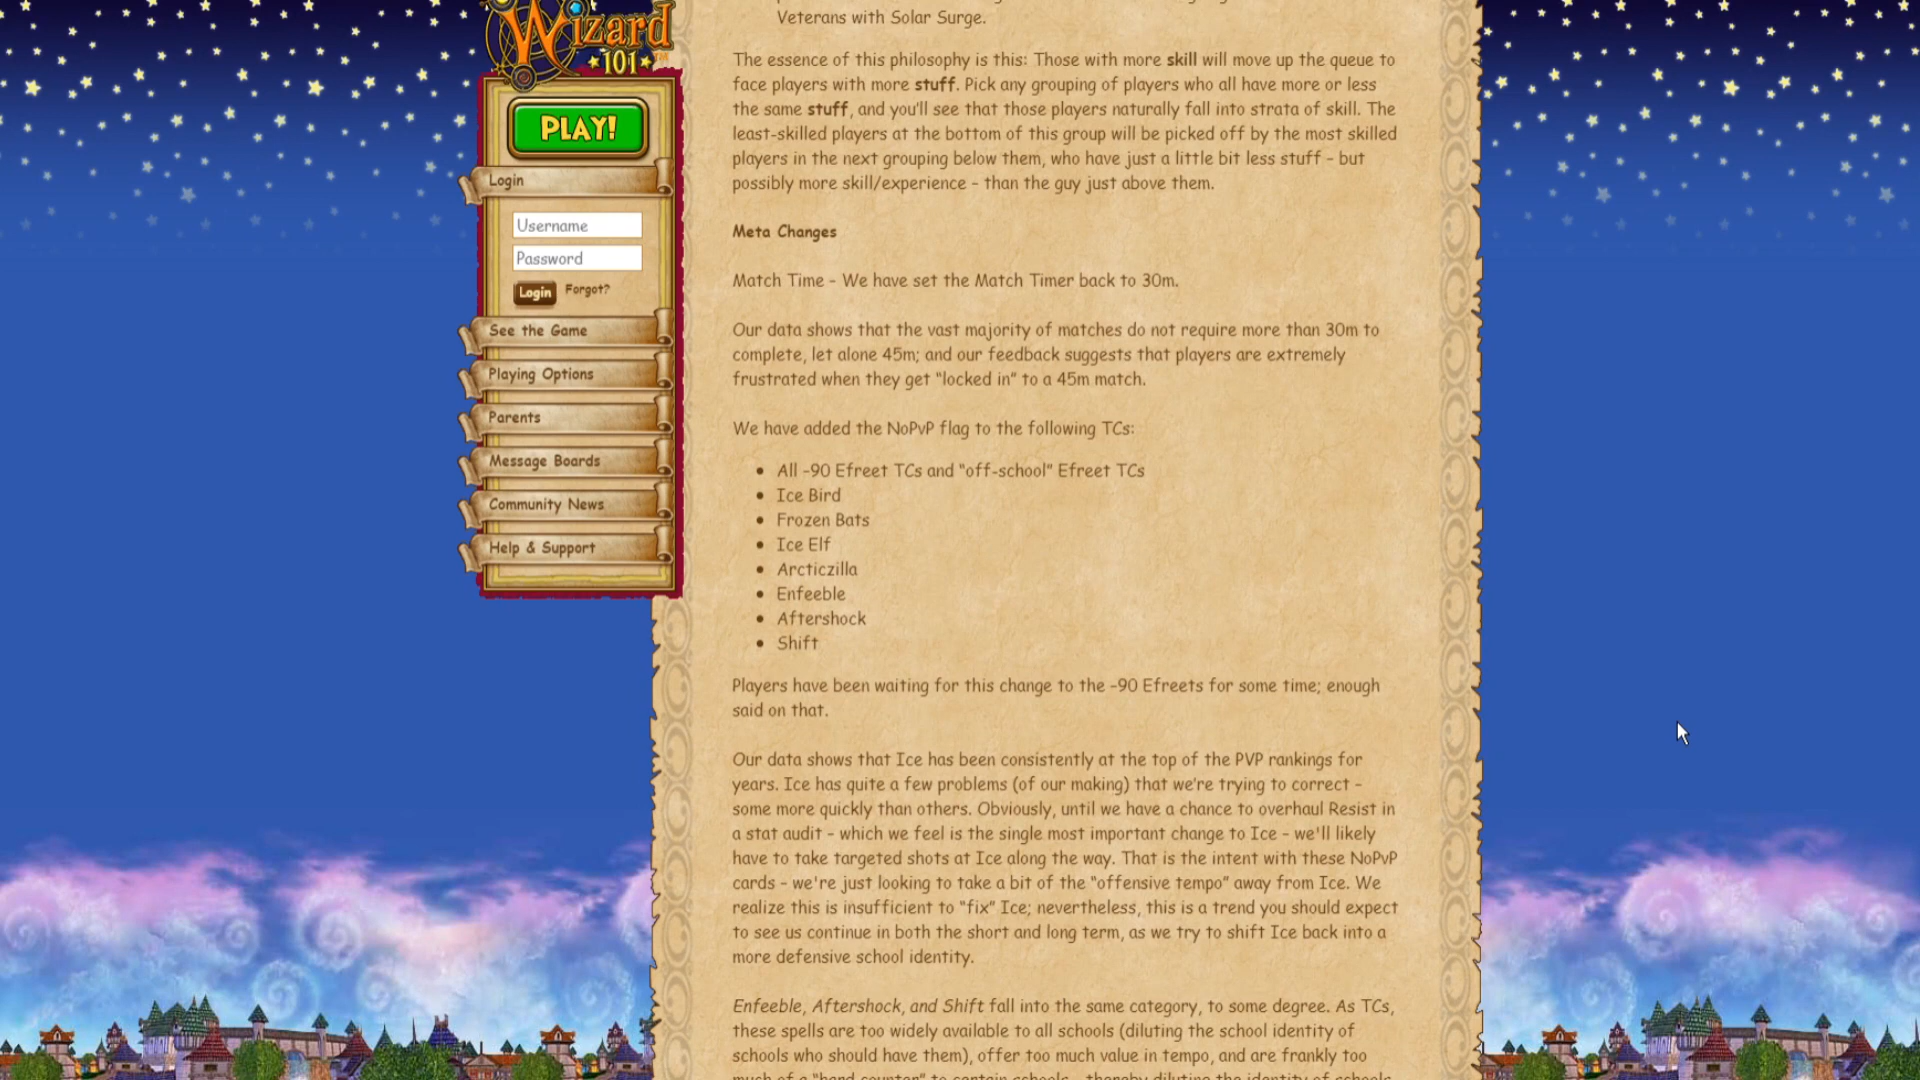 Wizard
101
PLAY!
Login
Username
Password
Login Forgot?
See the Game
Playing Options
Parents
Message Boards
Community News
Help & Support
Veterans with Solar Surge.
The essence of this philosophy is this: Those with more skill will move up the queue to
face players with more stuff. Pick any grouping of players who all have more or less
the same stuff, and you'll see that those players naturally fall into strata of skill. The
least-skilled players at the bottom of this group will be picked off by the most skilled
players in the next grouping below them, who have just a little bit less stuff - but
possibly more skill/experience - than the guy just above them.
Meta Changes
Match Time - We have set the Match Timer back to 30m.
Our data shows that the vast majority of matches do not require more than 30m to
complete, let alone 45m; and our feedback suggests that players are extremely
frustrated when they get "locked in" to a 45m match.
We have added the NoPvP flag to the following TCs:
• All -90 Efreet TCs and "off-school" Efreet TCs
• Ice Bird
• Frozen Bats
• Ice Elf
• Arcticzilla
• Enfeeble
• Aftershock
• Shift
Players have been waiting for this change to the -90 Efreets for some time; enough
said on that.
Our data shows that Ice has been consistently at the top of the PVP rankings for
years. Ice has quite a few problems (of our making) that we're trying to correct -
some more quickly than others. Obviously, until we have a chance to overhaul Resist in
a stat audit - which we feel is the single most important change to Ice - we'll likely
have to take targeted shots at Ice along the way. That is the intent with these NoPvP
cards - we're just looking to take a bit of the "offensive tempo" away from Ice. We
realize this is insufficient to "fix" Ice; nevertheless, this is a trend you should expect
to see us continue in both the short and long term, as we try to shift Ice back into a
more defensive school identity.
Enfeeble, Aftershock, and Shift fall into the same category, to some degree. As TCs,
these spells are too widely available to all schools (diluting the school identity of
schools who should have them), offer too much value in tempo, and are frankly too
much of a "hard counter" to certain schools - thereby diluting the identity of schools